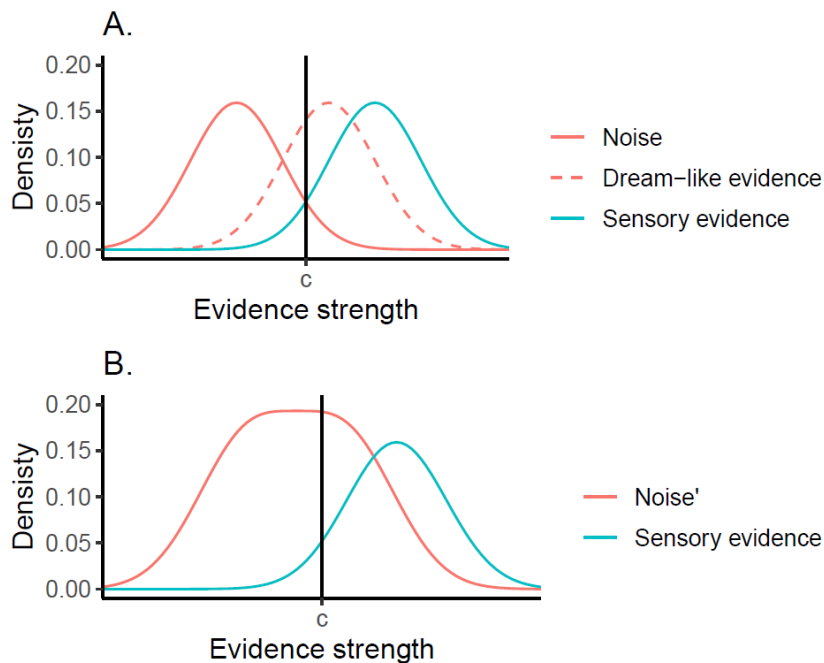 A.
0.20
0.15
0.10
0.05
0.00
Densisty
c
Evidence strength
Noise
Dream−like evidence
Sensory evidence
B.
0.20
0.15
0.10
0.05
0.00
Densisty
c
Evidence strength
Noise'
Sensory evidence